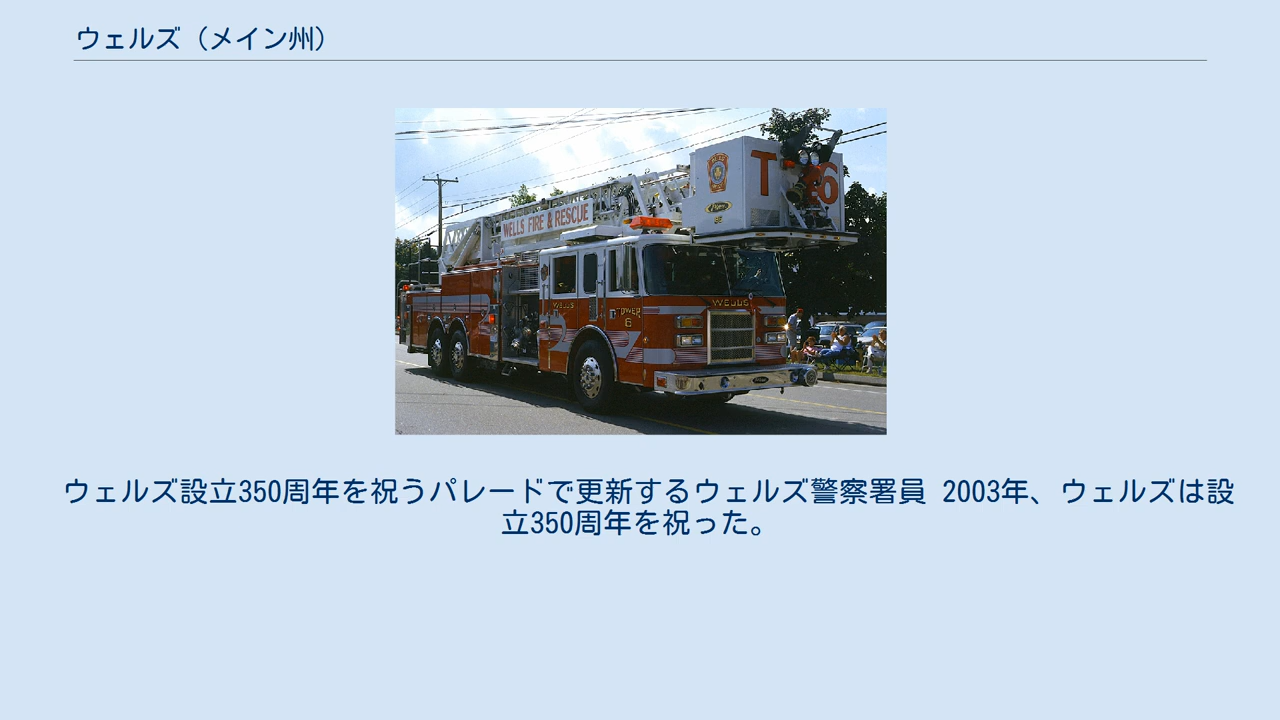 ウェルズ（メイン州）
T 6
WELLS FIRE & RESCUE
WELLS
WELLS
TOWER
6
ウェルズ設立350周年を祝うパレードで更新するウェルズ警察署員 2003年、ウェルズは設
立350周年を祝った。